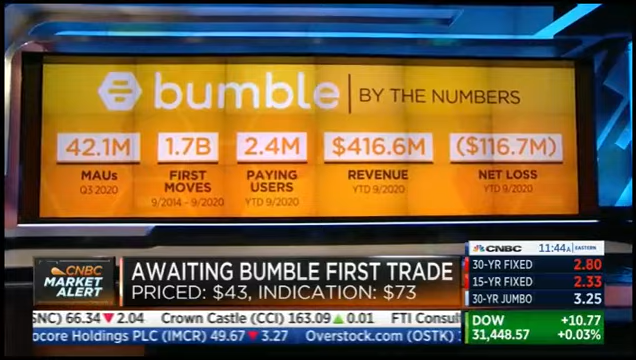 bumble | BY THE NUMBERS
42.1M 1.7B 2.4M $416.6M ($116.7M)
MAUs FIRST MOVES PAYING USERS REVENUE NET LOSS
Q3 2020 9/2014 - 9/2020 YTD 9/2020 YTD 9/2020 YTD 9/2020
CNBC MARKET ALERT
AWAITING BUMBLE FIRST TRADE
PRICED: $43, INDICATION: $73
CNBC 11:44A EASTERN
30-YR FIXED 2.80
15-YR FIXED 2.33
30-YR JUMBO 3.25
DOW +10.77
31,448.57 +0.03%
SNC) 66.34 ▼ 2.04 Crown Castle (CCI) 163.09 ▲ 0.01 FTI Consul
ocore Holdings PLC (IMCR) 49.67 ▼ 3.27 Overstock.com (OSTK)